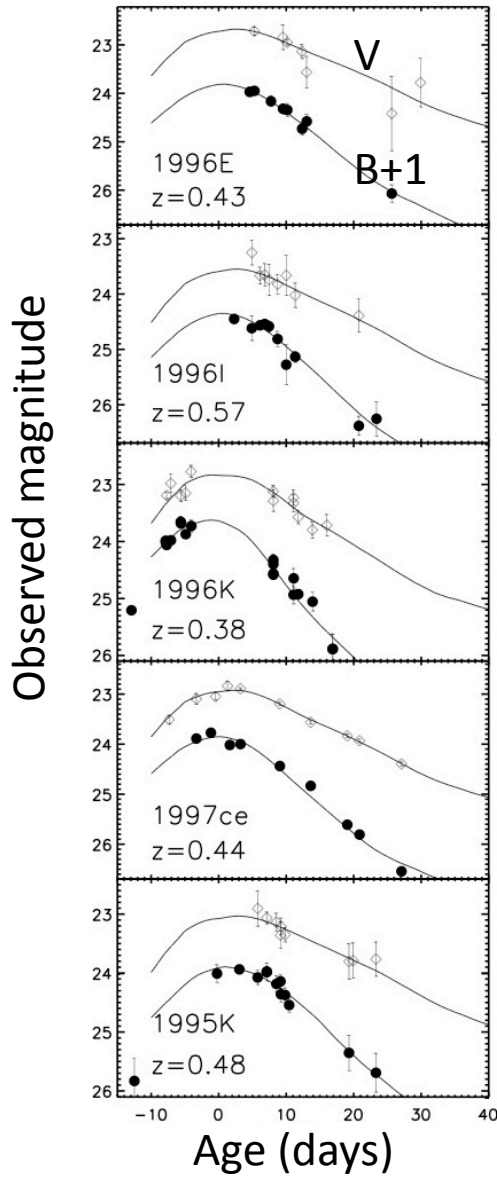 Observed magnitude
23
24
25
26
V
B+1
1996E
z=0.43
23
24
25
26
1996I
z=0.57
23
24
25
26
1996K
z=0.38
23
24
25
26
1997ce
z=0.44
23
24
25
26
1995K
z=0.48
−10 0 10 20 30 40
Age (days)